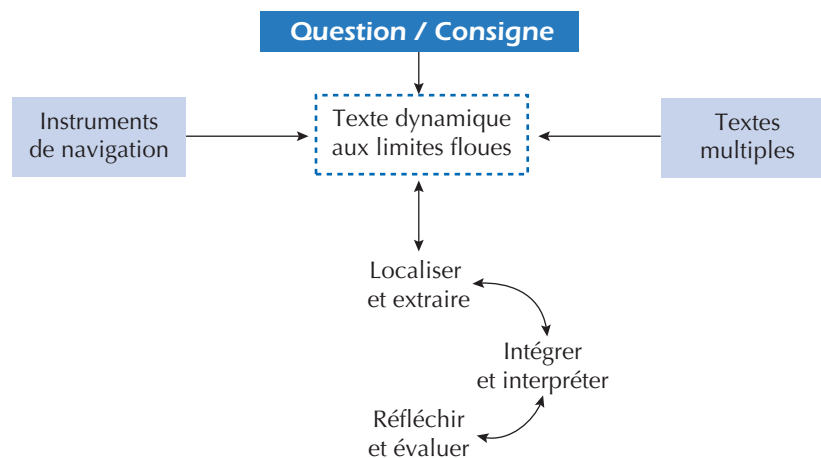 Question / Consigne
Instruments
de navigation
Texte dynamique
aux limites floues
Textes
multiples
Localiser
et extraire
Intégrer
et interpréter
Réfléchir
et évaluer